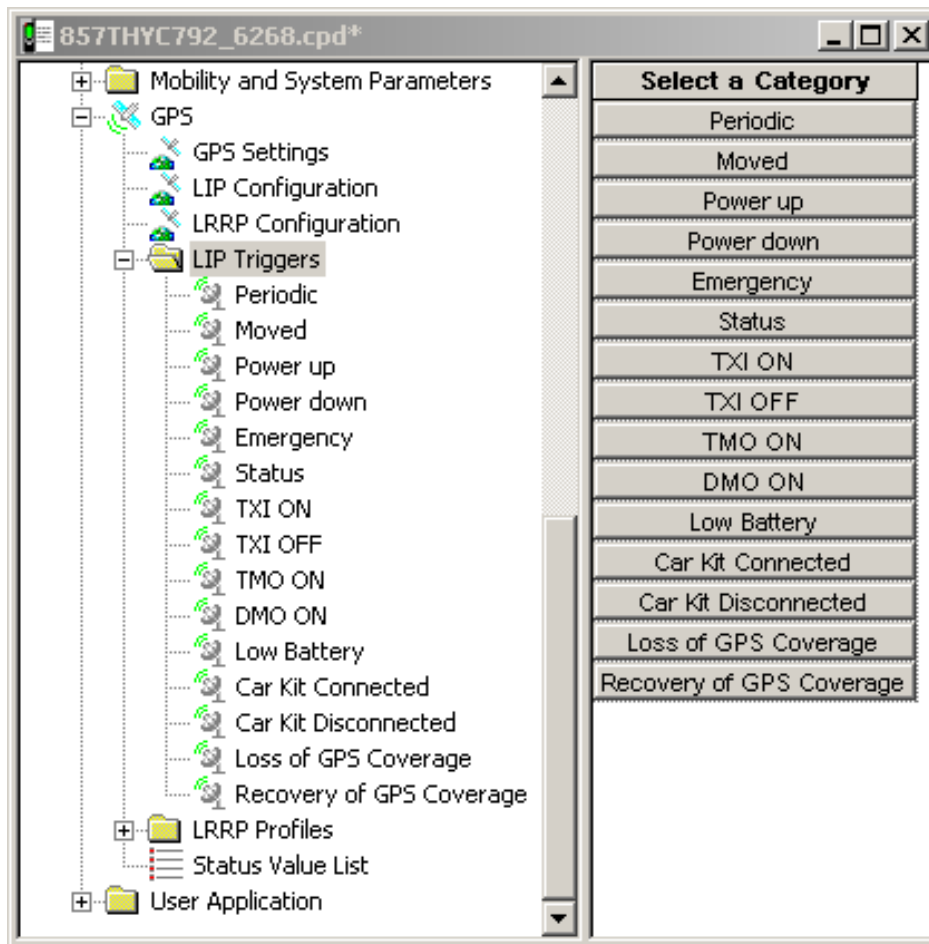 857THYC792_6268.cpd*
Mobility and System Parameters
GPS
GPS Settings
LIP Configuration
LRRP Configuration
LIP Triggers
Periodic
Moved
Power up
Power down
Emergency
Status
TXI ON
TXI OFF
TMO ON
DMO ON
Low Battery
Car Kit Connected
Car Kit Disconnected
Loss of GPS Coverage
Recovery of GPS Coverage
LRRP Profiles
Status Value List
User Application
Select a Category
Periodic
Moved
Power up
Power down
Emergency
Status
TXI ON
TXI OFF
TMO ON
DMO ON
Low Battery
Car Kit Connected
Car Kit Disconnected
Loss of GPS Coverage
Recovery of GPS Coverage